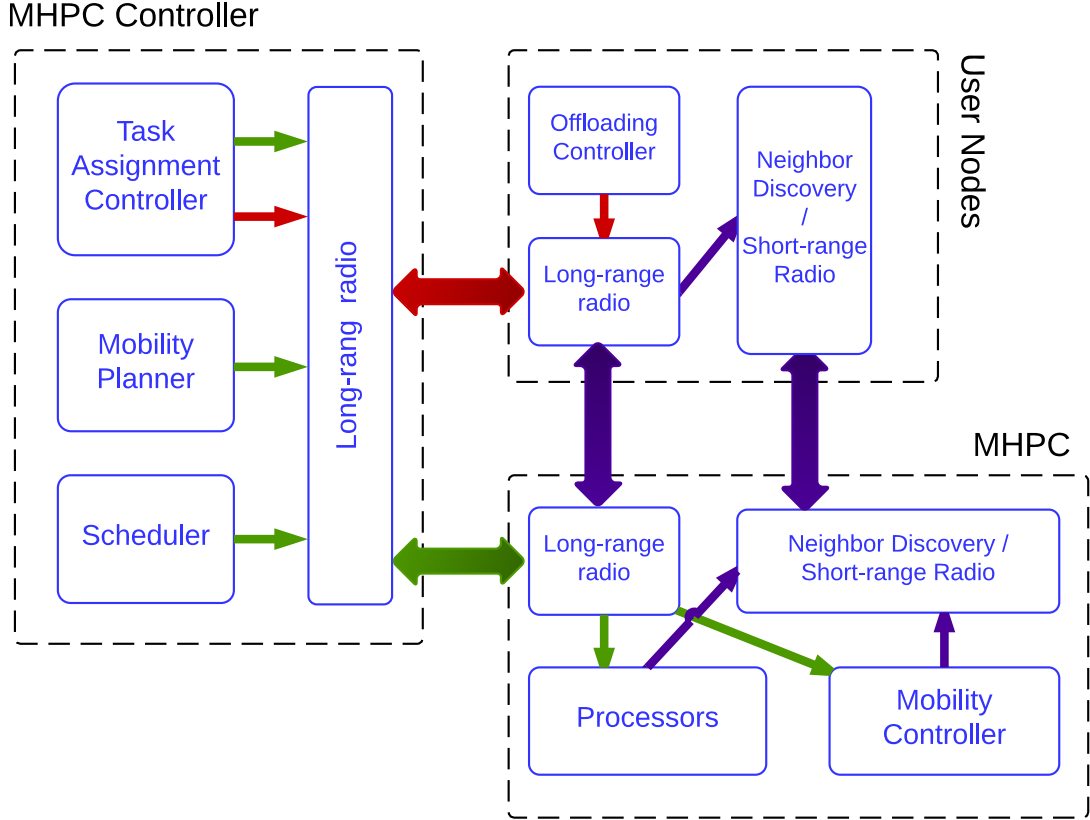 MHPC Controller
Task
Assignment
Controller
Mobility
Planner
Scheduler
Long-rang radio
User Nodes
Offloading
Controller
Long-range
radio
Neighbor
Discovery
/
Short-range
Radio
MHPC
Long-range
radio
Neighbor Discovery /
Short-range Radio
Processors
Mobility
Controller